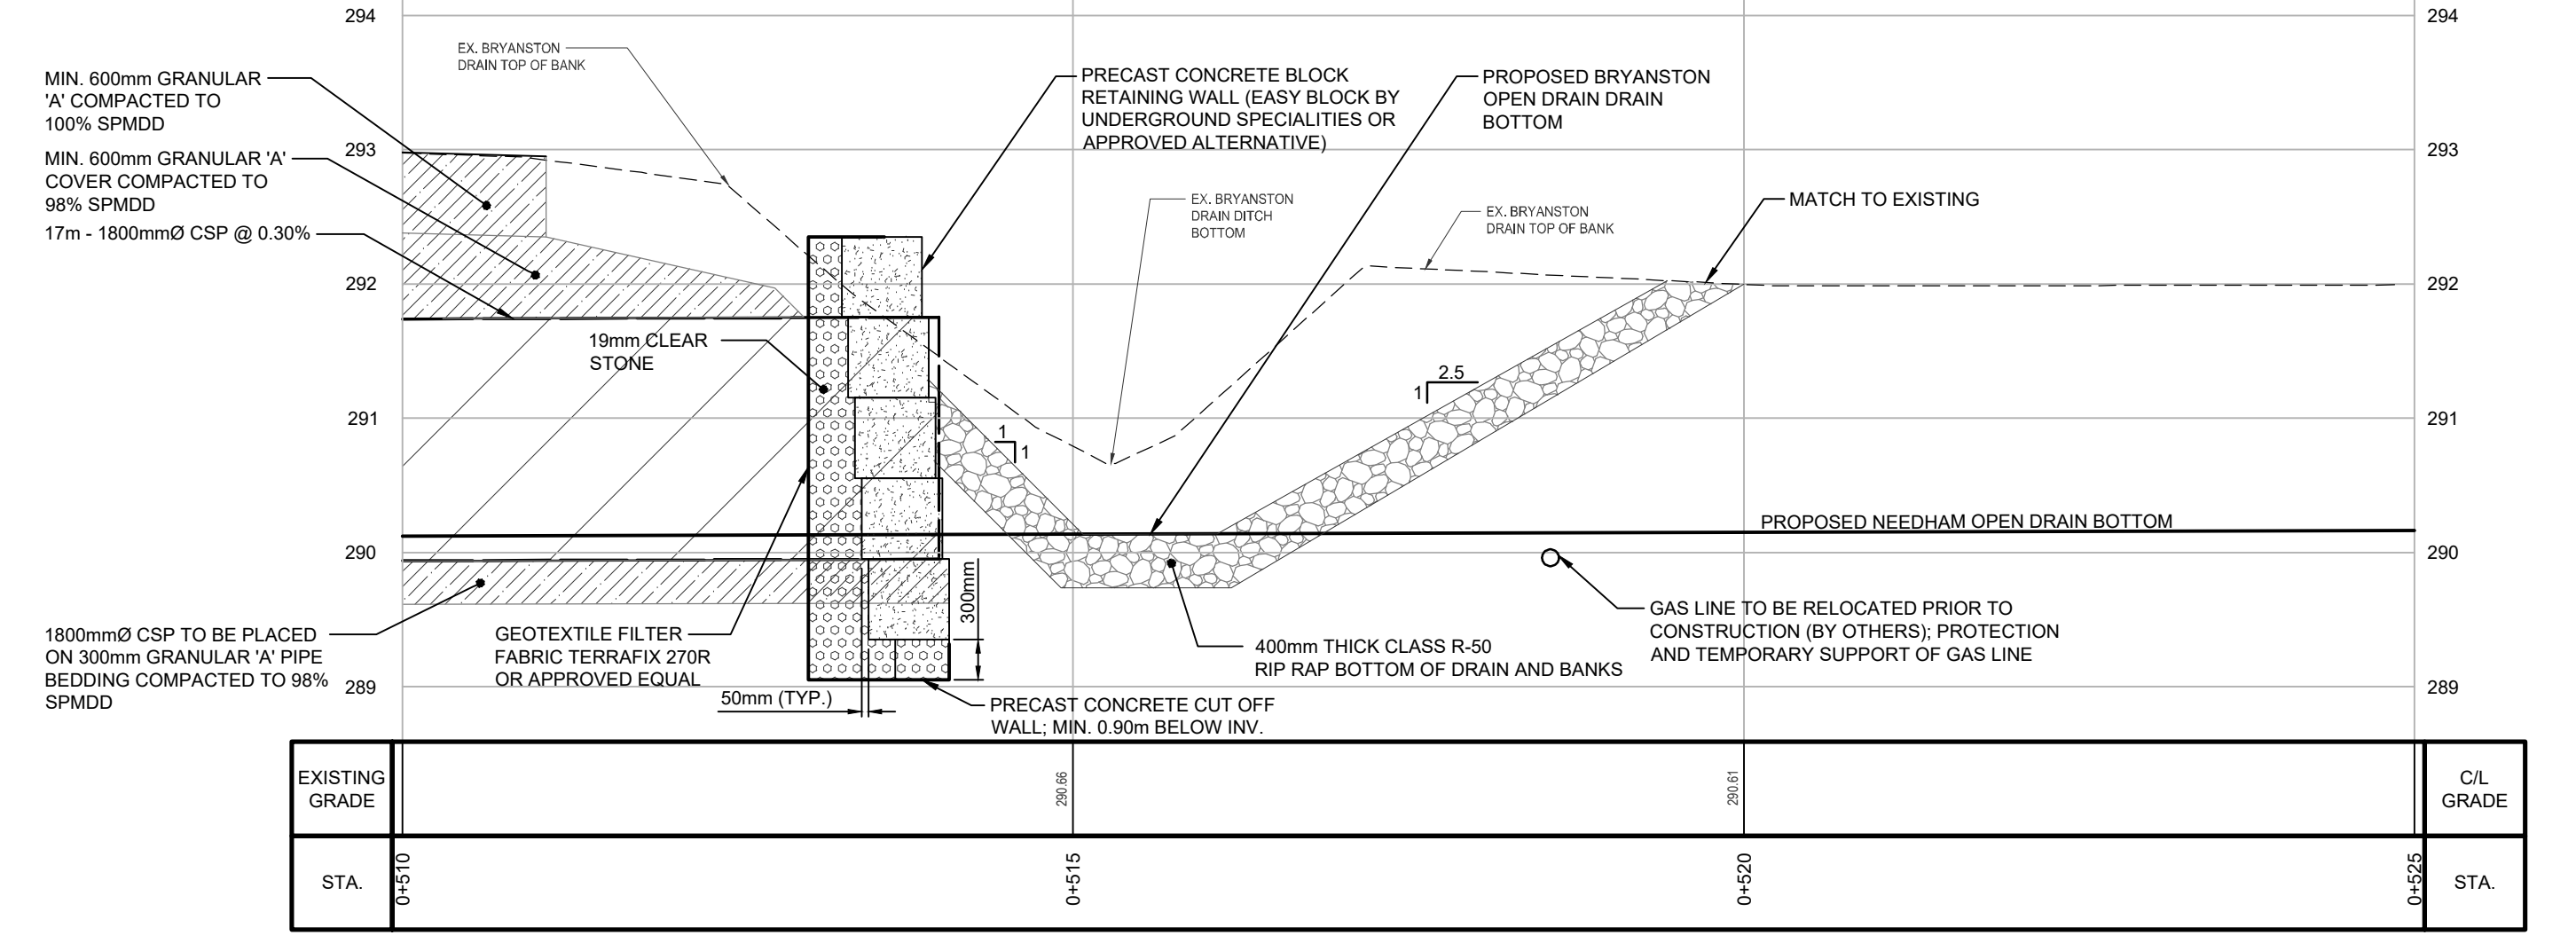 294
294
EX. BRYANSTON
DRAIN TOP OF BANK
MIN. 600mm GRANULAR
'A' COMPACTED TO
100% SPMDD
PRECAST CONCRETE BLOCK
RETAINING WALL (EASY BLOCK BY
UNDERGROUND SPECIALITIES OR
APPROVED ALTERNATIVE)
PROPOSED BRYANSTON
OPEN DRAIN DRAIN
BOTTOM
293
293
MIN. 600mm GRANULAR 'A'
COVER COMPACTED TO
98% SPMDD
EX. BRYANSTON
DRAIN DITCH
BOTTOM
EX. BRYANSTON
DRAIN TOP OF BANK
MATCH TO EXISTING
17m - 1800mmØ CSP @ 0.30%
292
292
19mm CLEAR
STONE
2.5
1
291
291
1
1
PROPOSED NEEDHAM OPEN DRAIN BOTTOM
290
290
300mm
1800mmØ CSP TO BE PLACED
ON 300mm GRANULAR 'A' PIPE
BEDDING COMPACTED TO 98%
SPMDD
GEOTEXTILE FILTER
FABRIC TERRAFIX 270R
OR APPROVED EQUAL
400mm THICK CLASS R-50
RIP RAP BOTTOM OF DRAIN AND BANKS
GAS LINE TO BE RELOCATED PRIOR TO
CONSTRUCTION (BY OTHERS); PROTECTION
AND TEMPORARY SUPPORT OF GAS LINE
289
289
50mm (TYP.)
PRECAST CONCRETE CUT OFF
WALL; MIN. 0.90m BELOW INV.
EXISTING
GRADE
290.66
290.61
C/L
GRADE
STA.
0+510
0+515
0+520
0+525
STA.